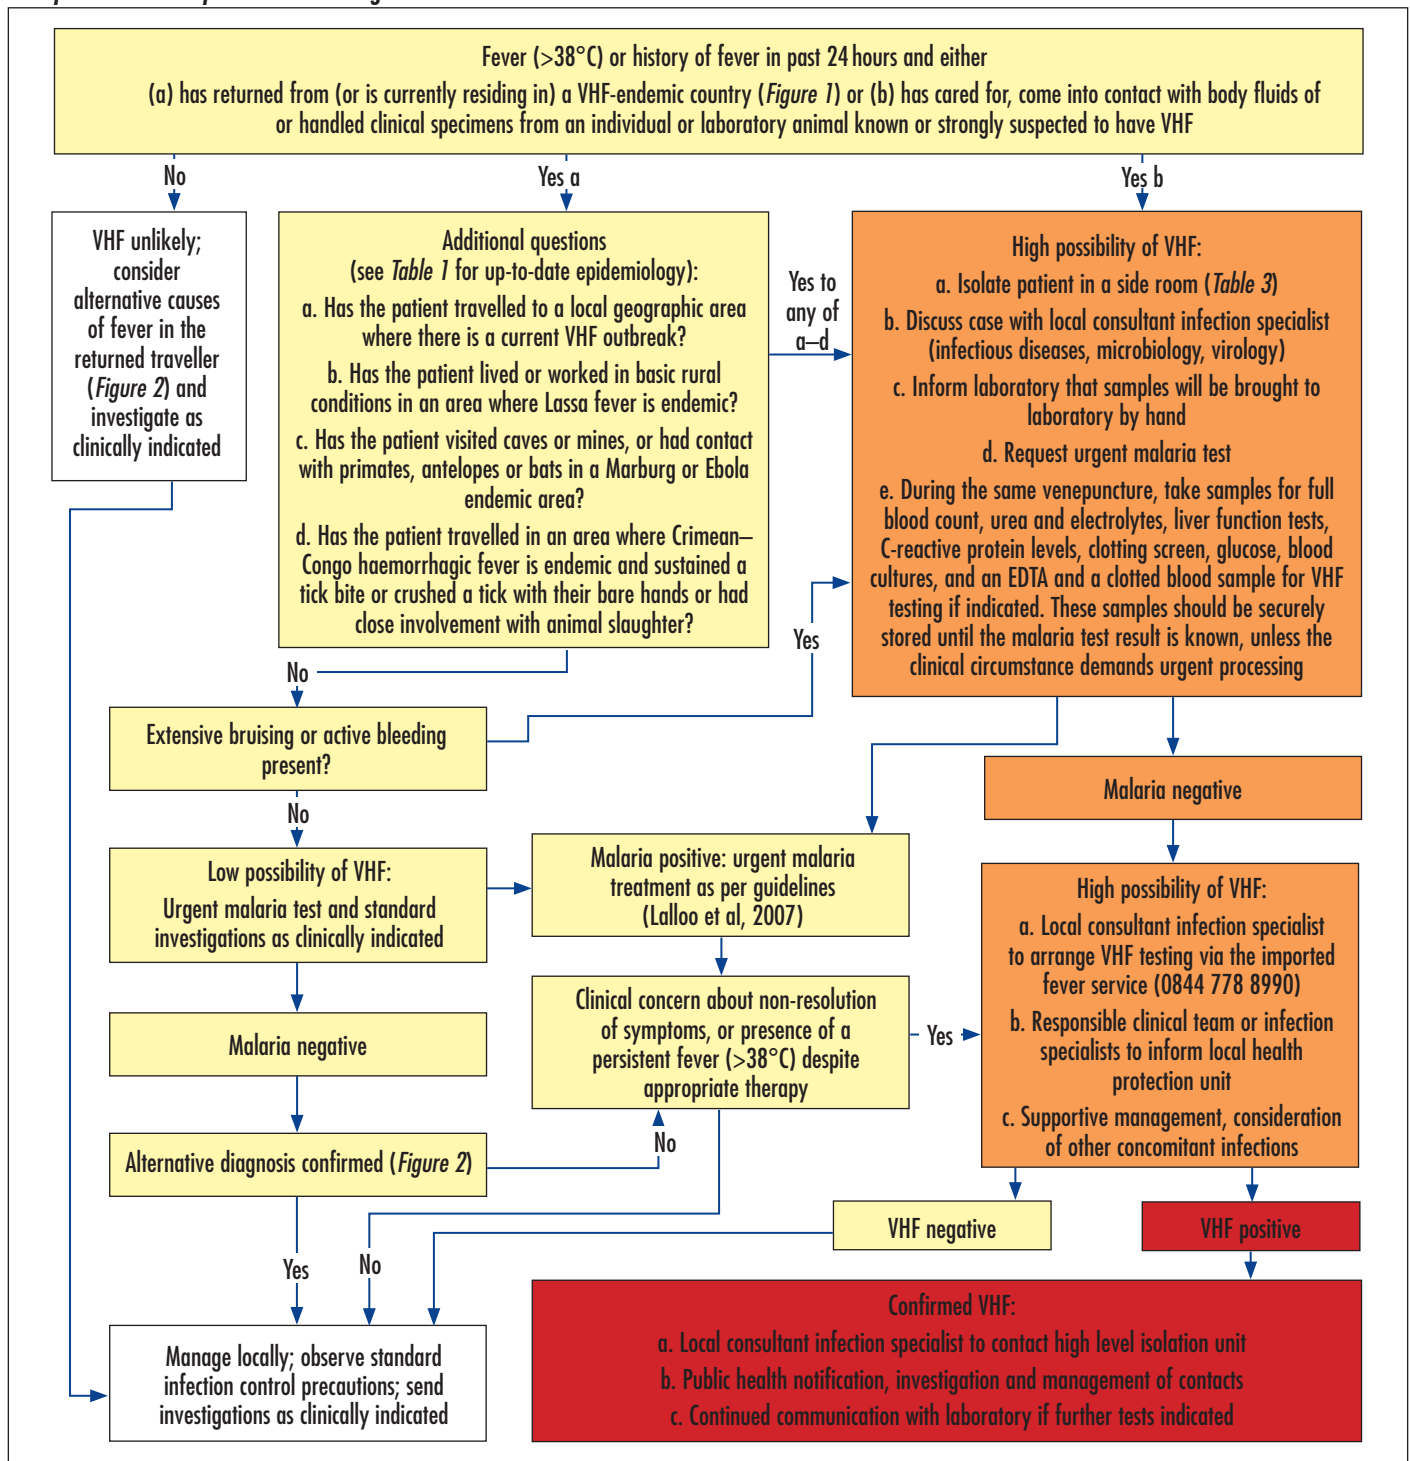 Fever (>38°C) or history of fever in past 24 hours and either
(a) has returned from (or is currently residing in) a VHF-endemic country (Figure 1) or (b) has cared for, come into contact with body fluids of
or handled clinical specimens from an individual or laboratory animal known or strongly suspected to have VHF
No
Yes a
Yes b
VHF unlikely;
consider
alternative causes
of fever in the
returned traveller
(Figure 2) and
investigate as
clinically indicated
Additional questions
(see Table 1 for up-to-date epidemiology):
a. Has the patient travelled to a local geographic area
where there is a current VHF outbreak?
b. Has the patient lived or worked in basic rural
conditions in an area where Lassa fever is endemic?
c. Has the patient visited caves or mines, or had contact
with primates, antelopes or bats in a Marburg or Ebola
endemic area?
d. Has the patient travelled in an area where Crimean–
Congo haemorrhagic fever is endemic and sustained a
tick bite or crushed a tick with their bare hands or had
close involvement with animal slaughter?
Yes to
any of
a–d
High possibility of VHF:
a. Isolate patient in a side room (Table 3)
b. Discuss case with local consultant infection specialist
(infectious diseases, microbiology, virology)
c. Inform laboratory that samples will be brought to
laboratory by hand
d. Request urgent malaria test
e. During the same venepuncture, take samples for full
blood count, urea and electrolytes, liver function tests,
C-reactive protein levels, clotting screen, glucose, blood
cultures, and an EDTA and a clotted blood sample for VHF
testing if indicated. These samples should be securely
stored until the malaria test result is known, unless the
clinical circumstance demands urgent processing
No
Yes
Extensive bruising or active bleeding
present?
No
Malaria negative
Low possibility of VHF:
Urgent malaria test and standard
investigations as clinically indicated
Malaria positive: urgent malaria
treatment as per guidelines
(Lalloo et al, 2007)
High possibility of VHF:
a. Local consultant infection specialist
to arrange VHF testing via the imported
fever service (0844 778 8990)
b. Responsible clinical team or infection
specialists to inform local health
protection unit
c. Supportive management, consideration
of other concomitant infections
Clinical concern about non-resolution
of symptoms, or presence of a
persistent fever (>38°C) despite
appropriate therapy
Yes
Malaria negative
No
Alternative diagnosis confirmed (Figure 2)
VHF negative
VHF positive
Yes
No
Manage locally; observe standard
infection control precautions; send
investigations as clinically indicated
Confirmed VHF:
a. Local consultant infection specialist to contact high level isolation unit
b. Public health notification, investigation and management of contacts
c. Continued communication with laboratory if further tests indicated